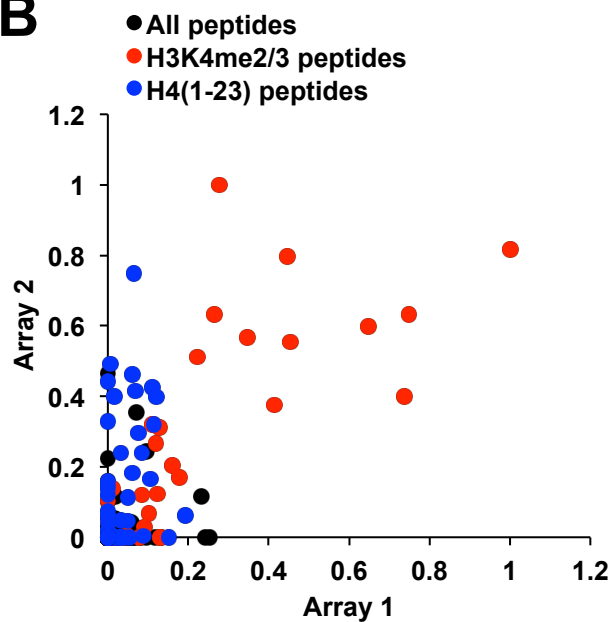 B
All peptides
H3K4me2/3 peptides
H4(1-23) peptides
1.2
1
0.8
0.6
0.4
0.2
0
Array 2
0 0.2 0.4 0.6 0.8 1 1.2
Array 1